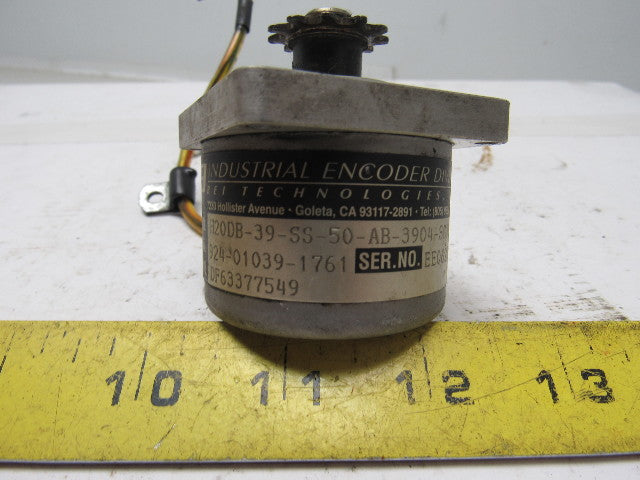 INDUSTRIAL ENCODER
BEI TECHNOLOGIES,
Hollister Avenue • Goleta, CA 93117-2891 • Tel: (805)
H20DB-39-SS-50-AB-3904
924-01039-1761 SER.NO.
DF63377549
10 11 12 13